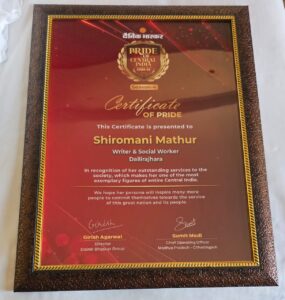 दैनिक भास्कर
PRIDE
OF
CENTRAL
INDIA
Certificate
OF PRIDE
This Certificate is presented to
Shiromani Mathur
Writer & Social Worker
Dallirajhara
In recognition of her outstanding services to the
society, which makes her one of the most
exemplary figures of entire Central India.
We hope her persona will inspire many more
people to commit themselves towards the service
of this great nation and its people.
Girish Agarwal
Director
Dainik Bhaskar Group
Sumit Modi
Chief Operating Officer
Madhya Pradesh - Chhattisgarh